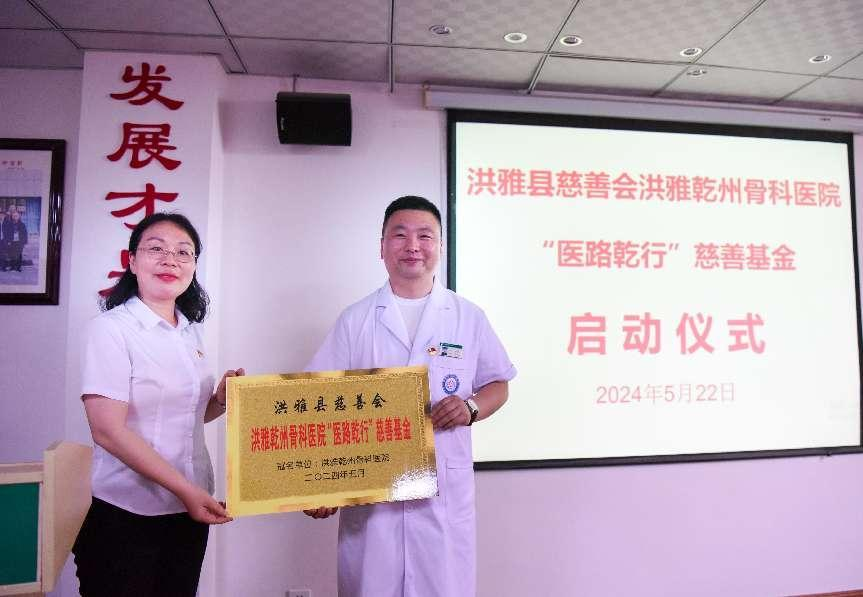 发展才是
洪雅县慈善会洪雅乾州骨科医院
“医路乾行”慈善基金
启动仪式
2024年5月22日
洪雅县慈善会
洪雅乾州骨科医院“医路乾行”慈善基金
冠名单位：洪雅乾州骨科医院
二〇二四年五月